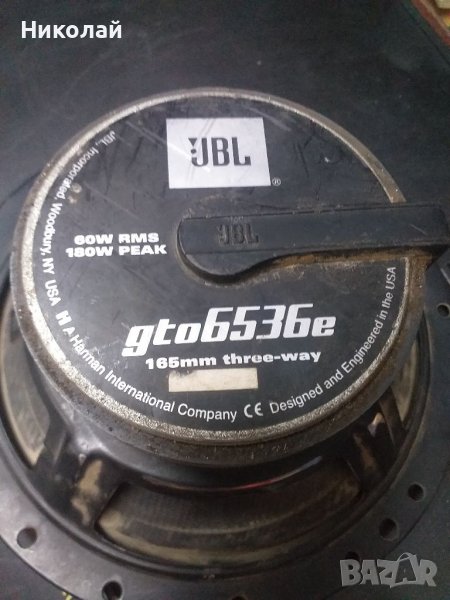 Николай
JBL
®
JBL
60W RMS
180W PEAK
gto6536e
165mm three-way
JBL, Incorporated, Woodbury, NY USA H A Harman International Company CE Designed and Engineered in the USA
BAZAR